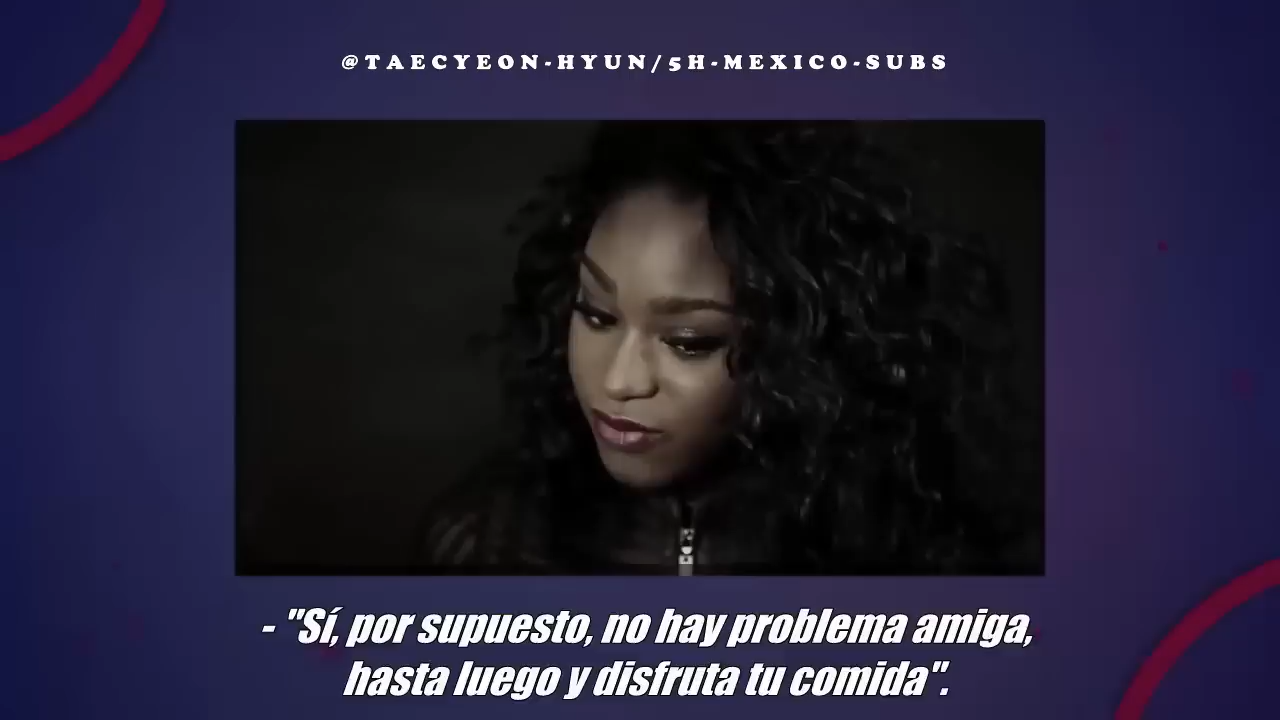 @TAECYEON-HYUN/5H-MEXICO-SUBS
- "Sí, por supuesto, no hay problema amiga,
hasta luego y disfruta tu comida".